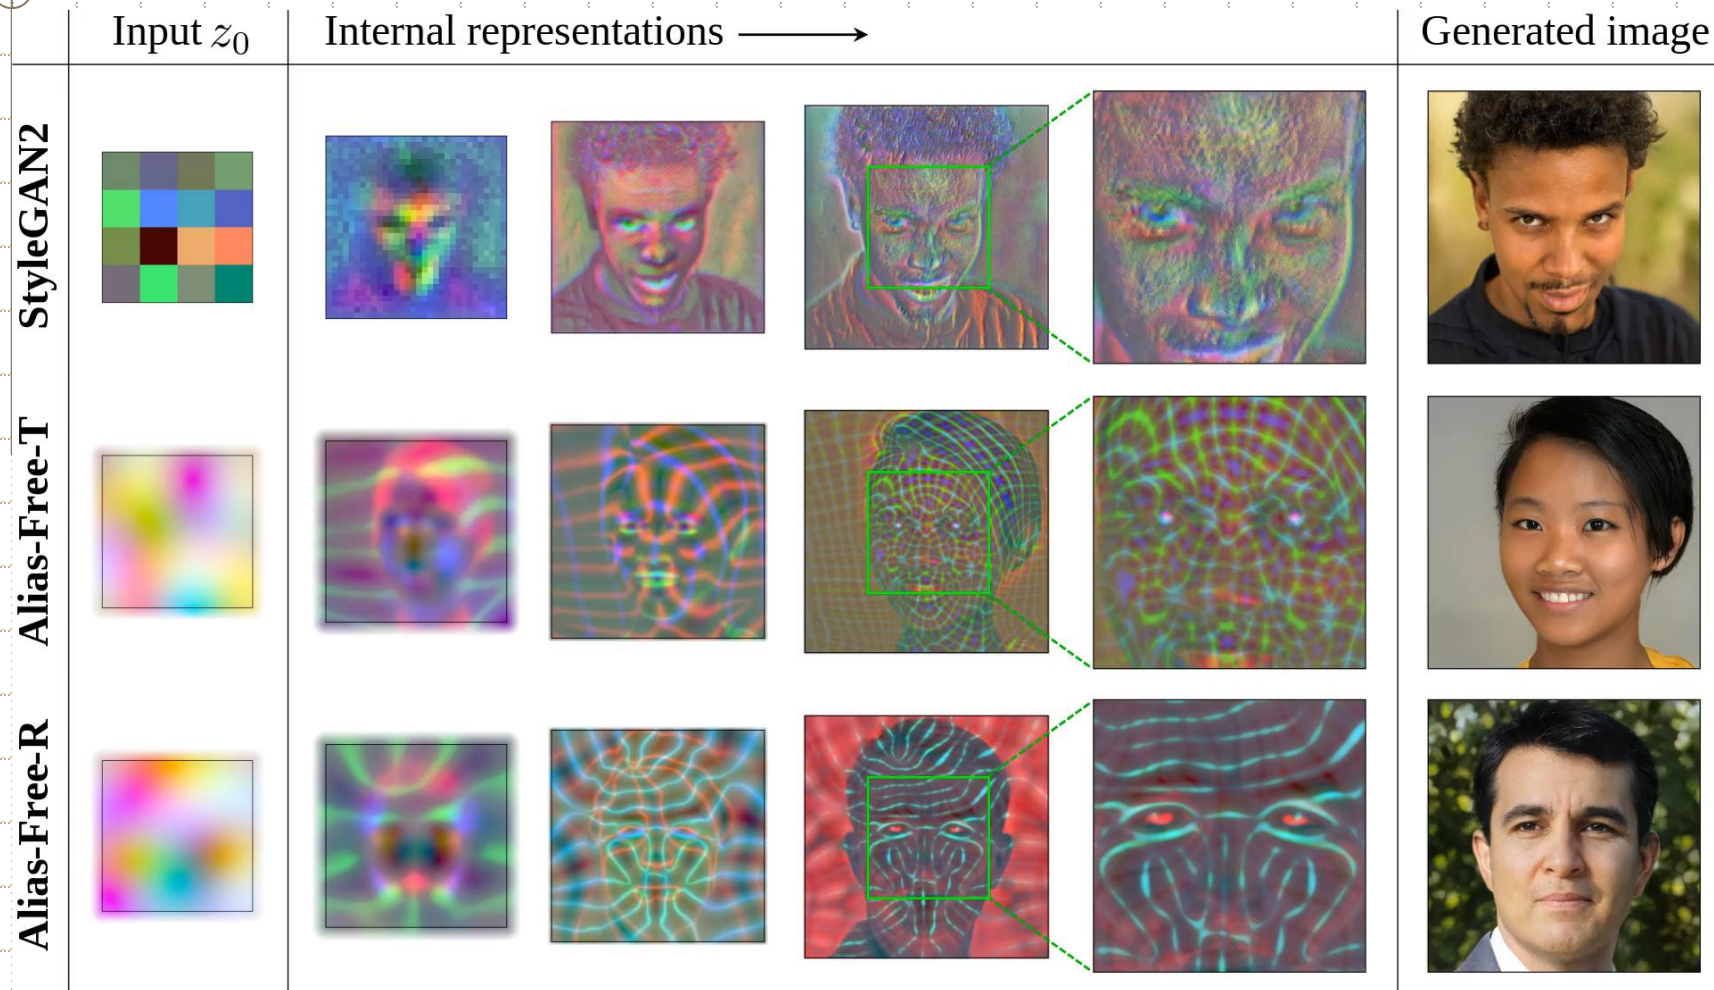 Input z₀
Internal representations →
Generated image
StyleGAN2
Alias-Free-T
Alias-Free-R